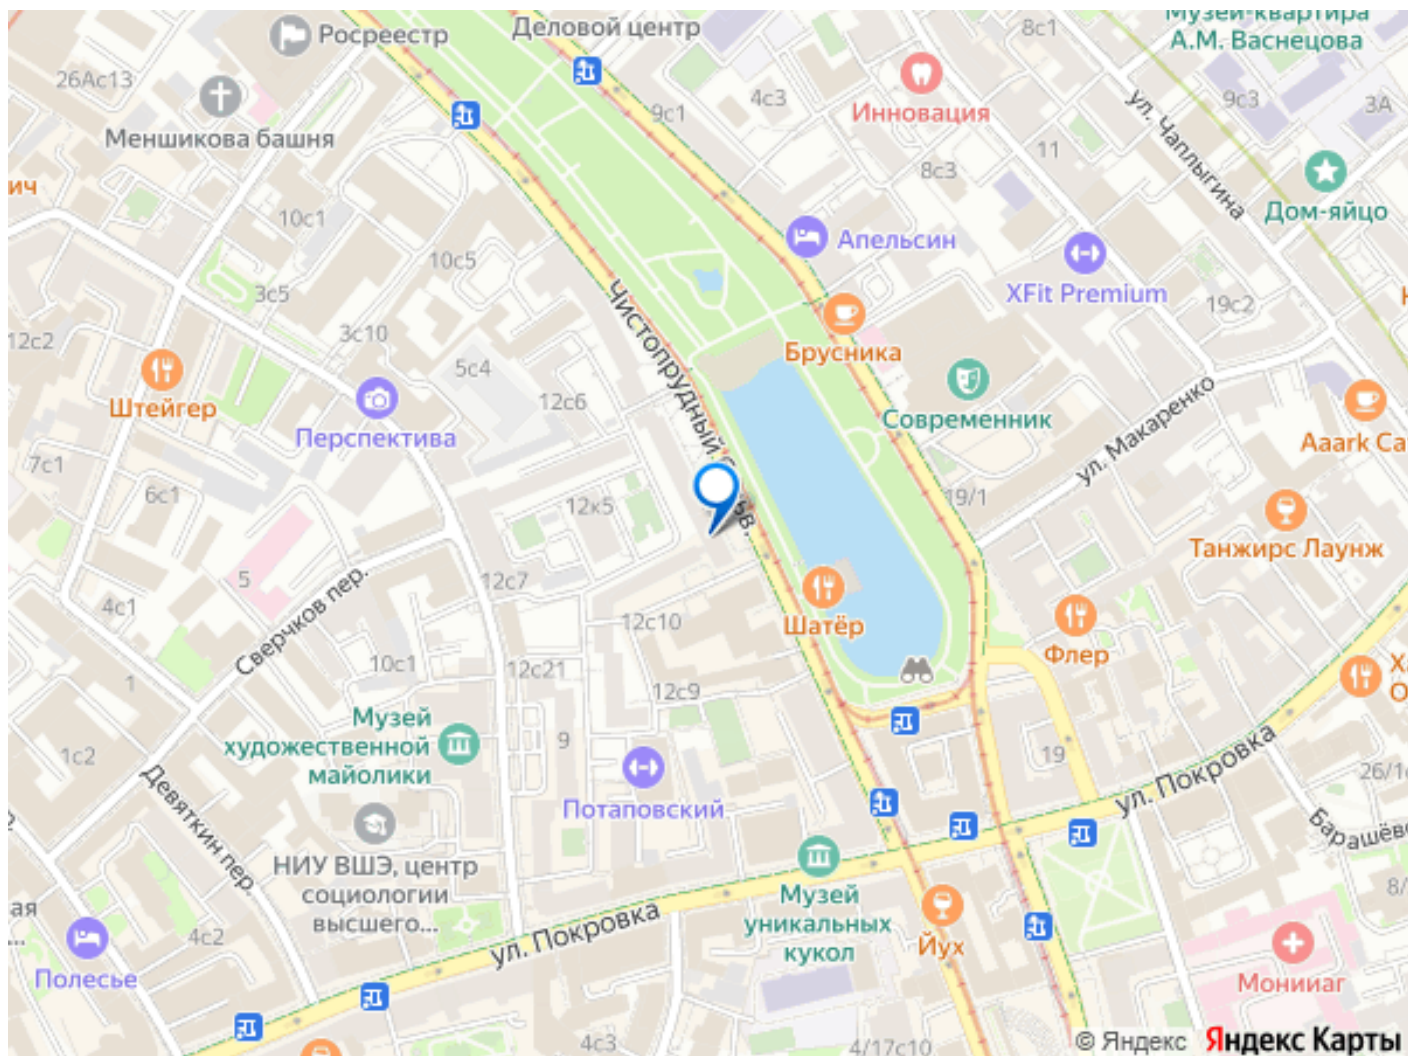 Музей-квартира
А.М. Васнецова
Росреестр
Деловой центр
8с1
26Ас13
9с1
4с3
9с3
3А
Инновация
Меншикова башня
ул. Чаплыгина
11
8с3
ич
Дом-яйцо
10с1
Апельсин
10с5
XFit Premium
3с5
19с2
Чистопрудный
12с2
3с10
Брусника
5с4
Штейгер
12с6
Современник
ул. Макаренко
Перспектива
Aaark Ca
7с1
6с1
12к5
19/1
Танжирс Лаунж
5
12с7
4с1
Сверчков пер.
12с10
Шатёр
Флер
10с1
12с21
1
12с9
Музей
художественной
майолики
9
19
1с2
ул. Покровка
26/1
Девяткин пер.
Потаповский
Барашёвс
НИУ ВШЭ, центр
социологии
высшего...
Музей
уникальных
кукол
8/
ая
4с2
ул. Покровка
Йух
Полесье
Мониаг
4с3
4/17с10
© Яндекс
Яндекс Карты